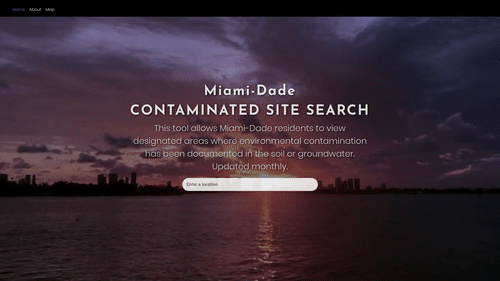 Home About Map
Miami-Dade
CONTAMINATED SITE SEARCH
This tool allows Miami-Dade residents to view
designated areas where environmental contamination
has been documented in the soil or groundwater.
Updated monthly.
Enter a location